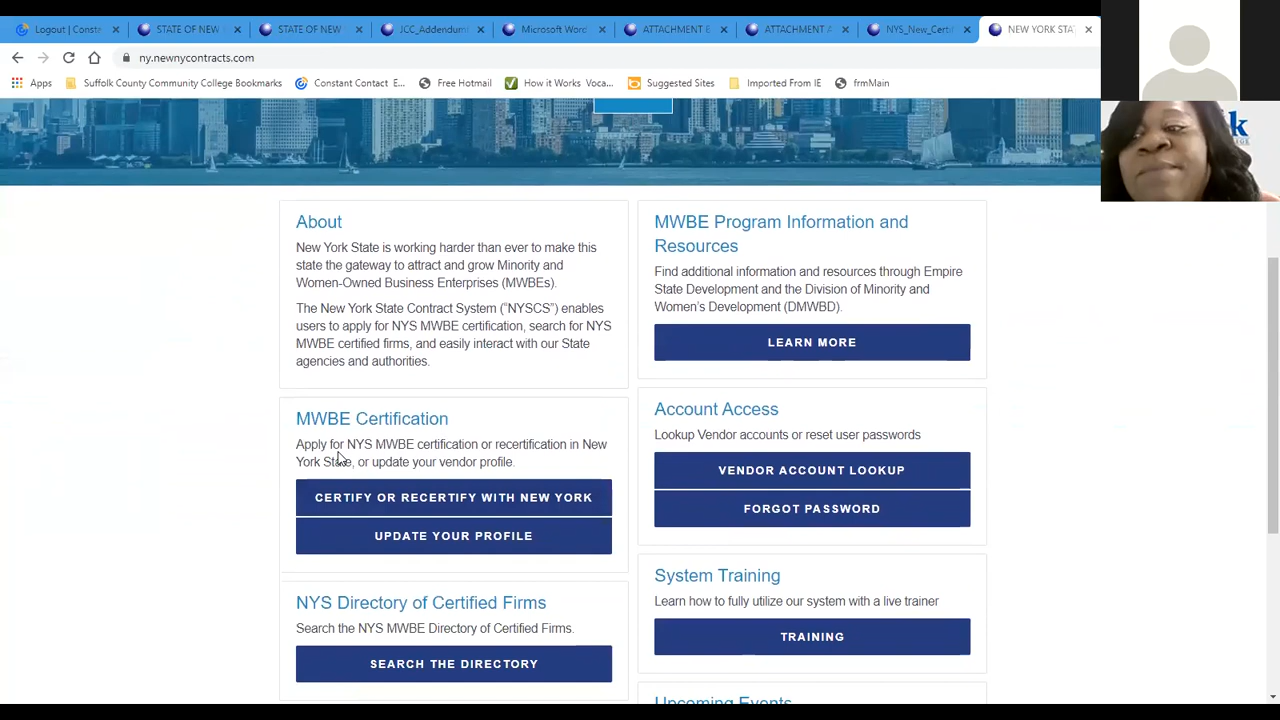 Logout | Consta
STATE OF NEW
STATE OF NEW
JCC_Addendum
Microsoft Word
ATTACHMENT
ATTACHMENT
NYS_New_Certi
NEW YORK STA
ny.newnycontracts.com
Apps
Suffolk County Community College Bookmarks
Constant Contact E...
Free Hotmail
How it Works Voca...
Suggested Sites
Imported From IE
frmMain
k
About
New York State is working harder than ever to make this
state the gateway to attract and grow Minority and
Women-Owned Business Enterprises (MWBEs).
The New York State Contract System ("NYSCS") enables
users to apply for NYS MWBE certification, search for NYS
MWBE certified firms, and easily interact with our State
agencies and authorities.
MWBE Certification
Apply for NYS MWBE certification or recertification in New
York State, or update your vendor profile.
CERTIFY OR RECERTIFY WITH NEW YORK
UPDATE YOUR PROFILE
NYS Directory of Certified Firms
Search the NYS MWBE Directory of Certified Firms.
SEARCH THE DIRECTORY
MWBE Program Information and
Resources
Find additional information and resources through Empire
State Development and the Division of Minority and
Women's Development (DMWBD).
LEARN MORE
Account Access
Lookup Vendor accounts or reset user passwords
VENDOR ACCOUNT LOOKUP
FORGOT PASSWORD
System Training
Learn how to fully utilize our system with a live trainer
TRAINING
Upcoming Events